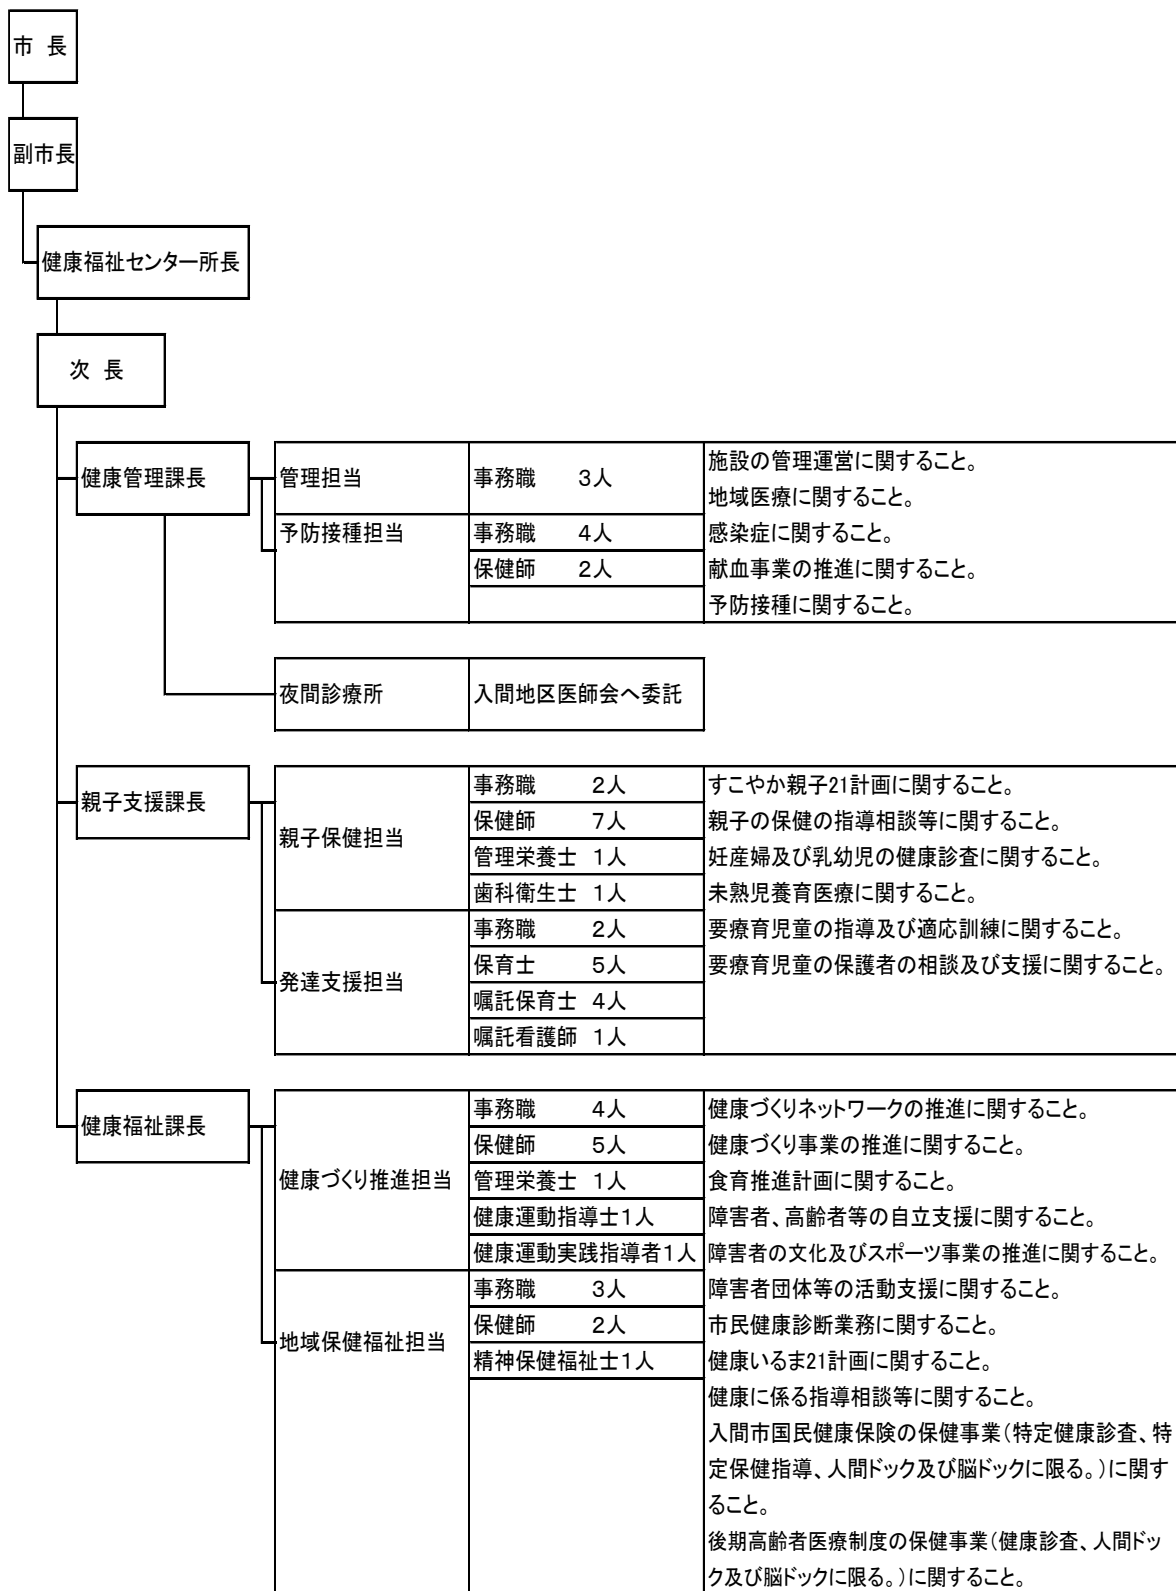 市 長
副市長
健康福祉センター所長
次 長
健康管理課長
管理担当
事務職 3人
施設の管理運営に関すること。
地域医療に関すること。
予防接種担当
事務職 4人
感染症に関すること。
保健師 2人
献血事業の推進に関すること。
予防接種に関すること。
夜間診療所
入間地区医師会へ委託
親子支援課長
親子保健担当
事務職 2人
すこやか親子21計画に関すること。
保健師 7人
親子の保健の指導相談等に関すること。
管理栄養士 1人
妊産婦及び乳幼児の健康診査に関すること。
歯科衛生士 1人
未熟児養育医療に関すること。
発達支援担当
事務職 2人
要療育児童の指導及び適応訓練に関すること。
保育士 5人
要療育児童の保護者の相談及び支援に関すること。
嘱託保育士 4人
嘱託看護師 1人
健康福祉課長
健康づくり推進担当
事務職 4人
健康づくりネットワークの推進に関すること。
保健師 5人
健康づくり事業の推進に関すること。
管理栄養士 1人
食育推進計画に関すること。
健康運動指導士1人
障害者、高齢者等の自立支援に関すること。
健康運動実践指導者1人
障害者の文化及びスポーツ事業の推進に関すること。
地域保健福祉担当
事務職 3人
障害者団体等の活動支援に関すること。
保健師 2人
市民健康診断業務に関すること。
精神保健福祉士1人
健康いるま21計画に関すること。
健康に係る指導相談等に関すること。
入間市国民健康保険の保健事業(特定健康診査、特
定保健指導、人間ドック及び脳ドックに限る。)に関す
ること。
後期高齢者医療制度の保健事業(健康診査、人間ドッ
ク及び脳ドックに限る。)に関すること。